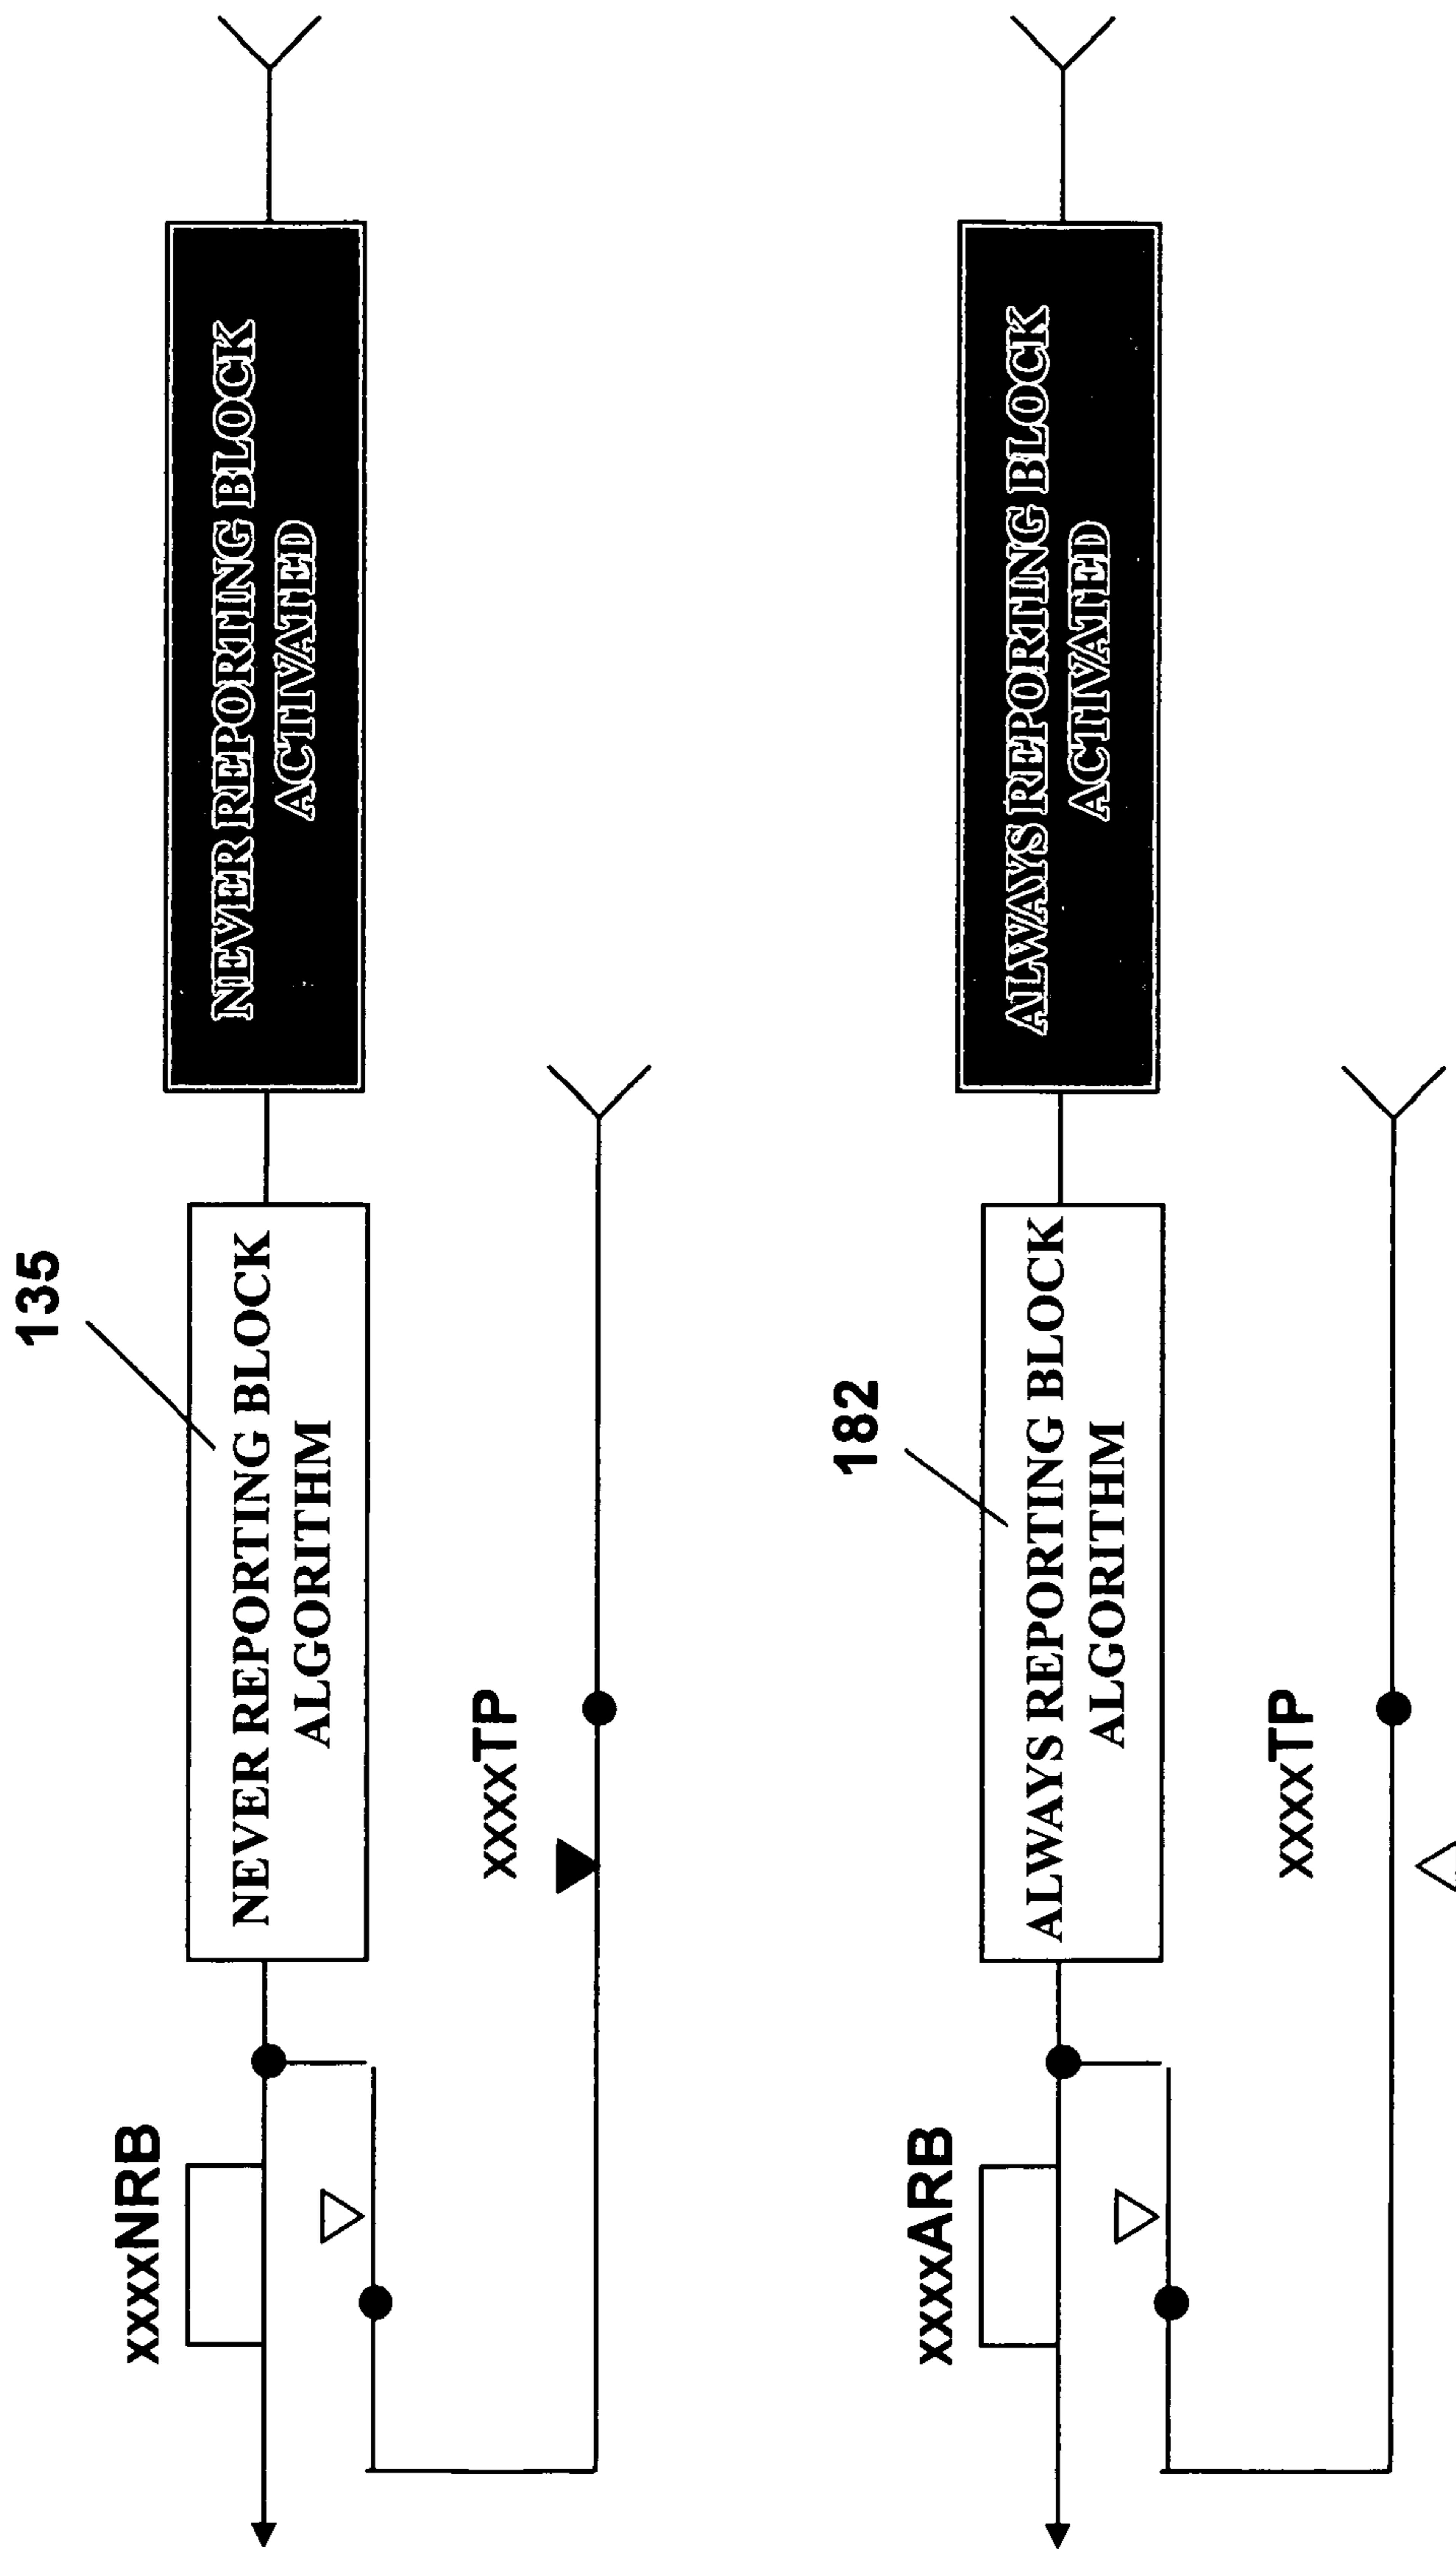 135
xxxxNRB
NEVER REPORTING BLOCK
ALGORITHM
NEVER REPORTING BLOCK
ACTIVATED
xxxxTP
182
xxxxARB
ALWAYS REPORTING BLOCK
ALGORITHM
ALWAYS REPORTING BLOCK
ACTIVATED
xxxxTP